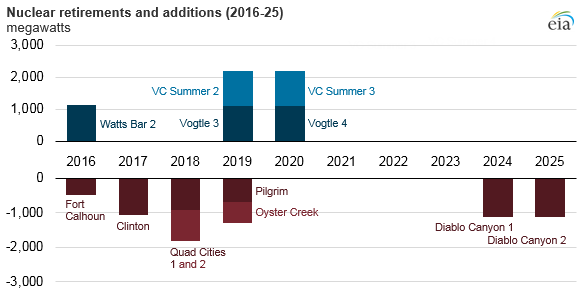 Nuclear retirements and additions (2016-25)
megawatts
eia
3,000
2,000
1,000
0
VC Summer 2
VC Summer 3
Watts Bar 2
Vogtle 3
Vogtle 4
2016 2017 2018 2019 2020 2021 2022 2023 2024 2025
0
-1,000
-2,000
-3,000
Fort
Calhoun
Clinton
Quad Cities
1 and 2
Pilgrim
Oyster Creek
Diablo Canyon 1
Diablo Canyon 2